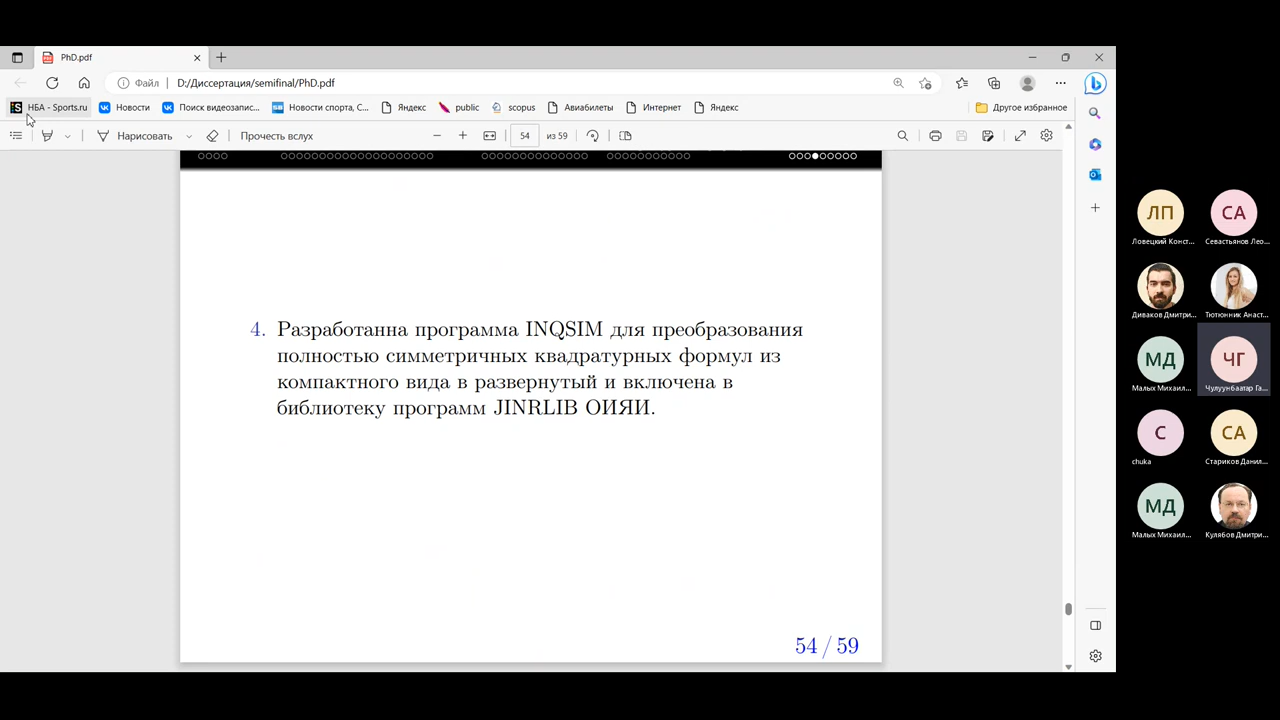 PhD.pdf
Файл D:/Диссертация/semifinal/PhD.pdf
НБА - Sports.ru Новости Поиск видеозапис... Новости спорта, С... Яндекс public scopus Авиабилеты Интернет Яндекс Другое избранное
Нарисовать Прочесть вслух 54 из 59
4. Разработанна программа INQSIM для преобразования
полностью симметричных квадратурных формул из
компактного вида в развернутый и включена в
библиотеку программ JINRLIB ОИЯИ.
54 / 59
ЛП СА
Ловецкий Конст... Севастьянов Лео...
Диваков Дмитри... Тютюнник Анаст...
МД ЧГ
Малых Михаил... Чулуунбаатар Га...
С СА
chuka Стариков Данил...
МД
Малых Михаил... Кулябов Дмитри...